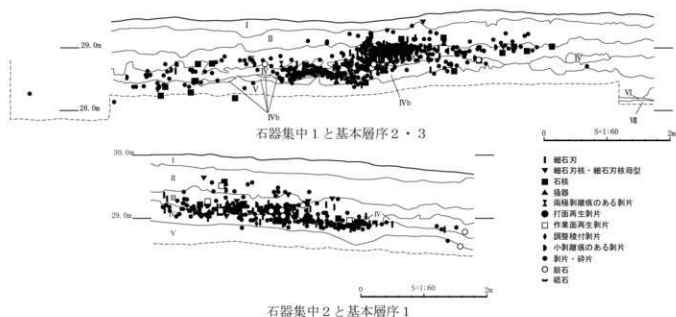 I
II
29.0m
IV
IV
V
28.0m
IVb
IVb
VI
VII
石器集中1と基本層序2・3
0 S=1:60 2m
30.0m
I
II
III
29.0m
IV
V
0 S=1:60 2m
石器集中2と基本層序1
細石刃
細石刃核・細石刃核母型
石核
掻器
両極剥離痕のある剥片
打面再生剥片
作業面再生剥片
調整稜付剥片
小剥離痕のある剥片
剥片・砕片
敲石
砥石